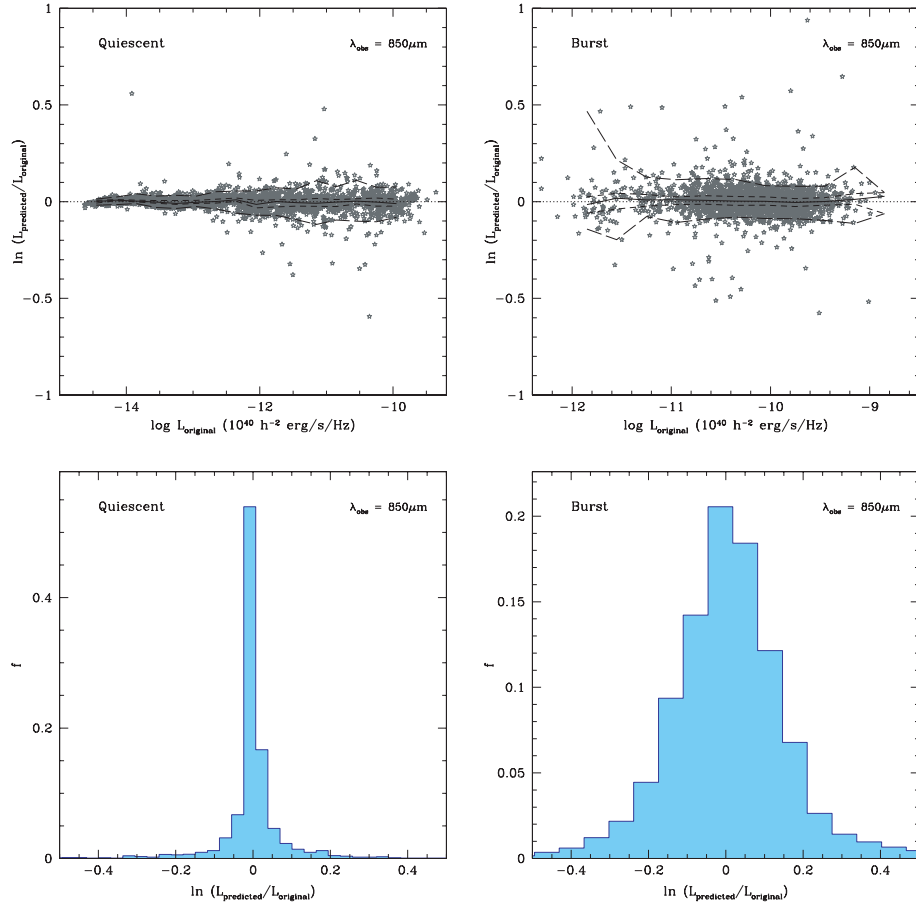 Quiescent λobs = 850μm
1
0.5
0
−0.5
−1
ln (Lpredicted/Loriginal)
−14 −12 −10
log Loriginal (10⁴⁰ h⁻² erg/s/Hz)
Burst λobs = 850μm
1
0.5
0
−0.5
−1
ln (Lpredicted/Loriginal)
−12 −11 −10 −9
log Loriginal (10⁴⁰ h⁻² erg/s/Hz)
Quiescent λobs = 850μm
0.4
0.2
0
f
−0.4 −0.2 0 0.2 0.4
ln (Lpredicted/Loriginal)
Burst λobs = 850μm
0.2
0.15
0.1
0.05
0
f
−0.4 −0.2 0 0.2 0.4
ln (Lpredicted/Loriginal)